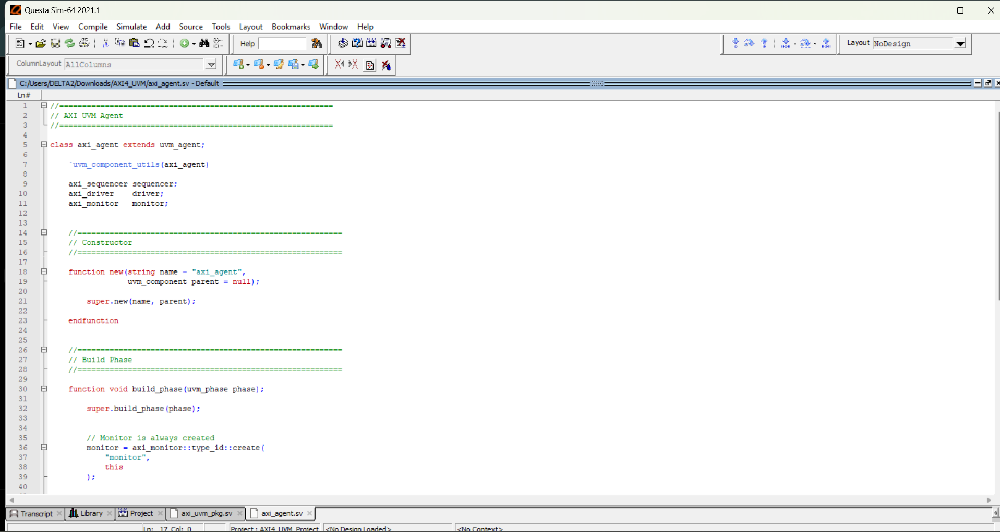 Questa Sim-64 2021.1
File Edit View Compile Simulate Add Source Tools Layout Bookmarks Window Help
Help
Layout NoDesign
ColumnLayout AllColumns
C:/Users/DELTA2/Downloads/AXI4_UVM/axi_agent.sv - Default
Ln#
1 //============================================================
2 // AXI UVM Agent
3 //============================================================
4
5 class axi_agent extends uvm_agent;
6
7 `uvm_component_utils(axi_agent)
8
9 axi_sequencer sequencer;
10 axi_driver driver;
11 axi_monitor monitor;
12
13
14 //==========================================================
15 // Constructor
16 //==========================================================
17
18 function new(string name = "axi_agent",
19 uvm_component parent = null);
20
21 super.new(name, parent);
22
23 endfunction
24
25
26 //==========================================================
27 // Build Phase
28 //==========================================================
29
30 function void build_phase(uvm_phase phase);
31
32 super.build_phase(phase);
33
34
35 // Monitor is always created
36 monitor = axi_monitor::type_id::create(
37 "monitor",
38 this
39 );
40
Transcript Library Project axi_uvm_pkg.sv axi_agent.sv
Ln: 17 Col: 0 Project : AXI4_UVM_Project <No Design Loaded> <No Context>